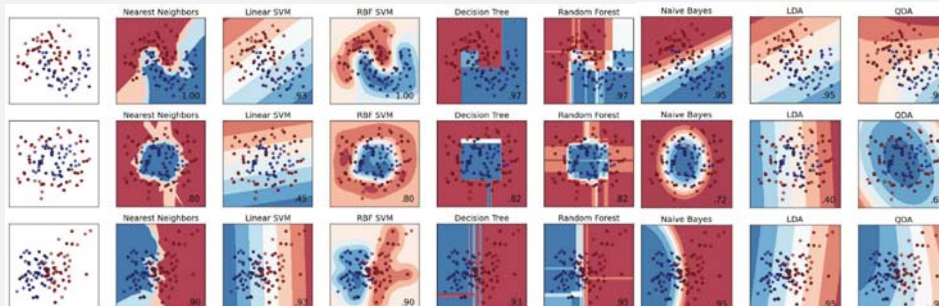 Nearest Neighbors Linear SVM RBF SVM Decision Tree Random Forest Naive Bayes LDA QDA
1.00 .93 1.00 .97 .97 .95 .95
Nearest Neighbors Linear SVM RBF SVM Decision Tree Random Forest Naive Bayes LDA QDA
.80 .45 .80 .82 .82 .72 .40 .6
Nearest Neighbors Linear SVM RBF SVM Decision Tree Random Forest Naive Bayes LDA QDA
.90 .93 .90 .93 .95 .95 .95